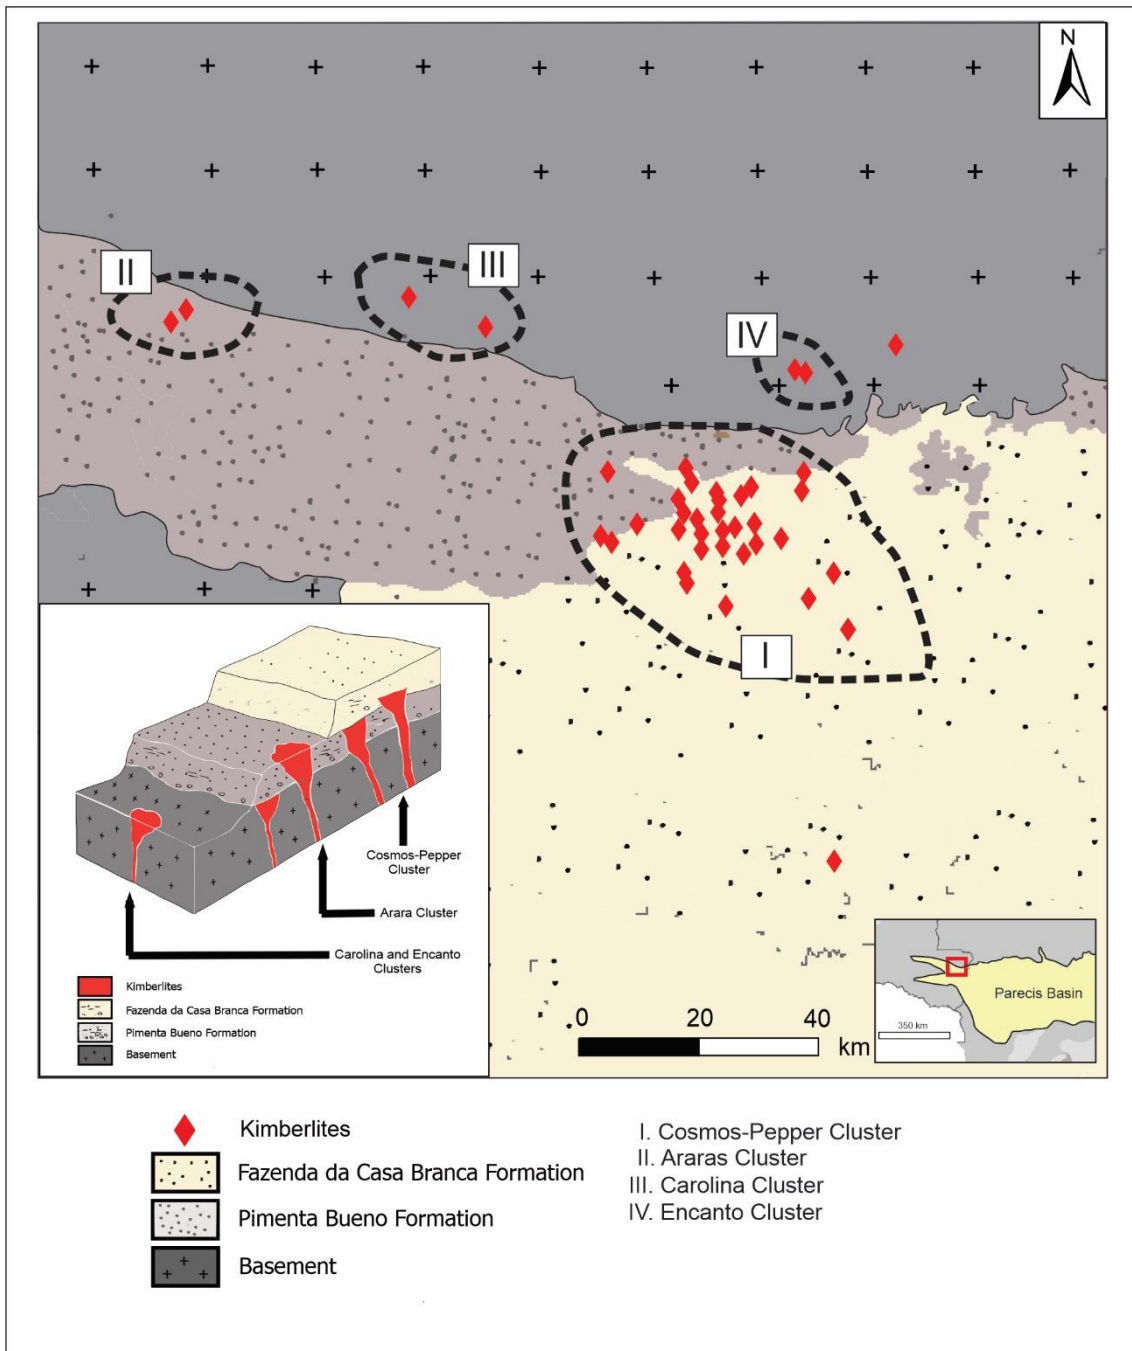 N
II
III
IV
I
Cosmos-Pepper
Cluster
Arara Cluster
Carolina and Encanto
Clusters
Kimberlites
Fazenda da Casa Branca Formation
Pimenta Bueno Formation
Basement
0 20 40
km
Parecis Basin
350 km
Kimberlites
Fazenda da Casa Branca Formation
Pimenta Bueno Formation
Basement
I. Cosmos-Pepper Cluster
II. Araras Cluster
III. Carolina Cluster
IV. Encanto Cluster